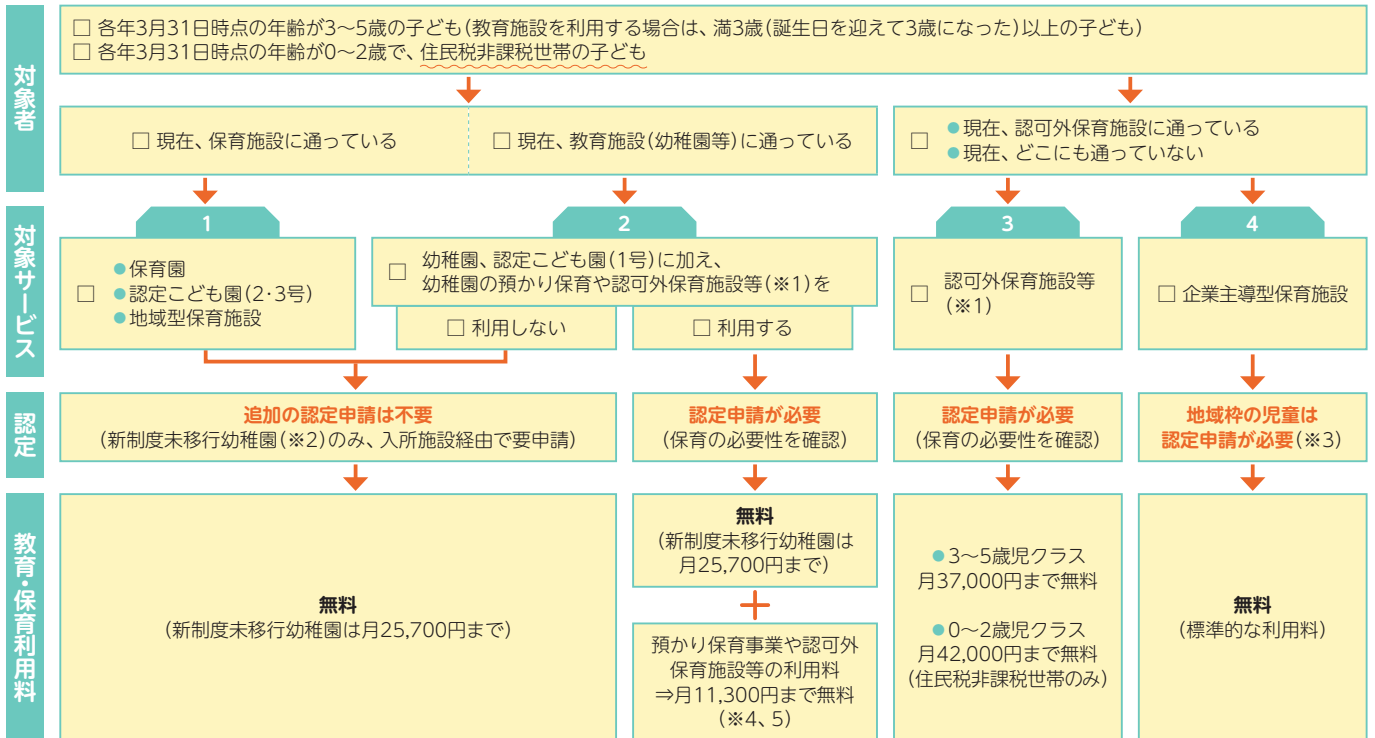 対象者
□ 各年3月31日時点の年齢が3～5歳の子ども(教育施設を利用する場合は、満3歳(誕生日を迎えて3歳になった)以上の子ども)
□ 各年3月31日時点の年齢が0～2歳で、住民税非課税世帯の子ども
□ 現在、保育施設に通っている
□ 現在、教育施設(幼稚園等)に通っている
□
●現在、認可外保育施設に通っている
●現在、どこにも通っていない
対象サービス
1
□
●保育園
●認定こども園(2・3号)
●地域型保育施設
2
□
幼稚園、認定こども園(1号)に加え、
幼稚園の預かり保育や認可外保育施設等(※1)を
□ 利用しない
□ 利用する
3
□
認可外保育施設等
(※1)
4
□ 企業主導型保育施設
認定
追加の認定申請は不要
(新制度未移行幼稚園(※2)のみ、入所施設経由で要申請)
認定申請が必要
(保育の必要性を確認)
認定申請が必要
(保育の必要性を確認)
地域枠の児童は
認定申請が必要(※3)
教育・保育利用料
無料
(新制度未移行幼稚園は月25,700円まで)
無料
(新制度未移行幼稚園は
月25,700円まで)
＋
預かり保育事業や認可外
保育施設等の利用料
⇒月11,300円まで無料
(※4、5)
●3～5歳児クラス
月37,000円まで無料
●0～2歳児クラス
月42,000円まで無料
(住民税非課税世帯のみ)
無料
(標準的な利用料)